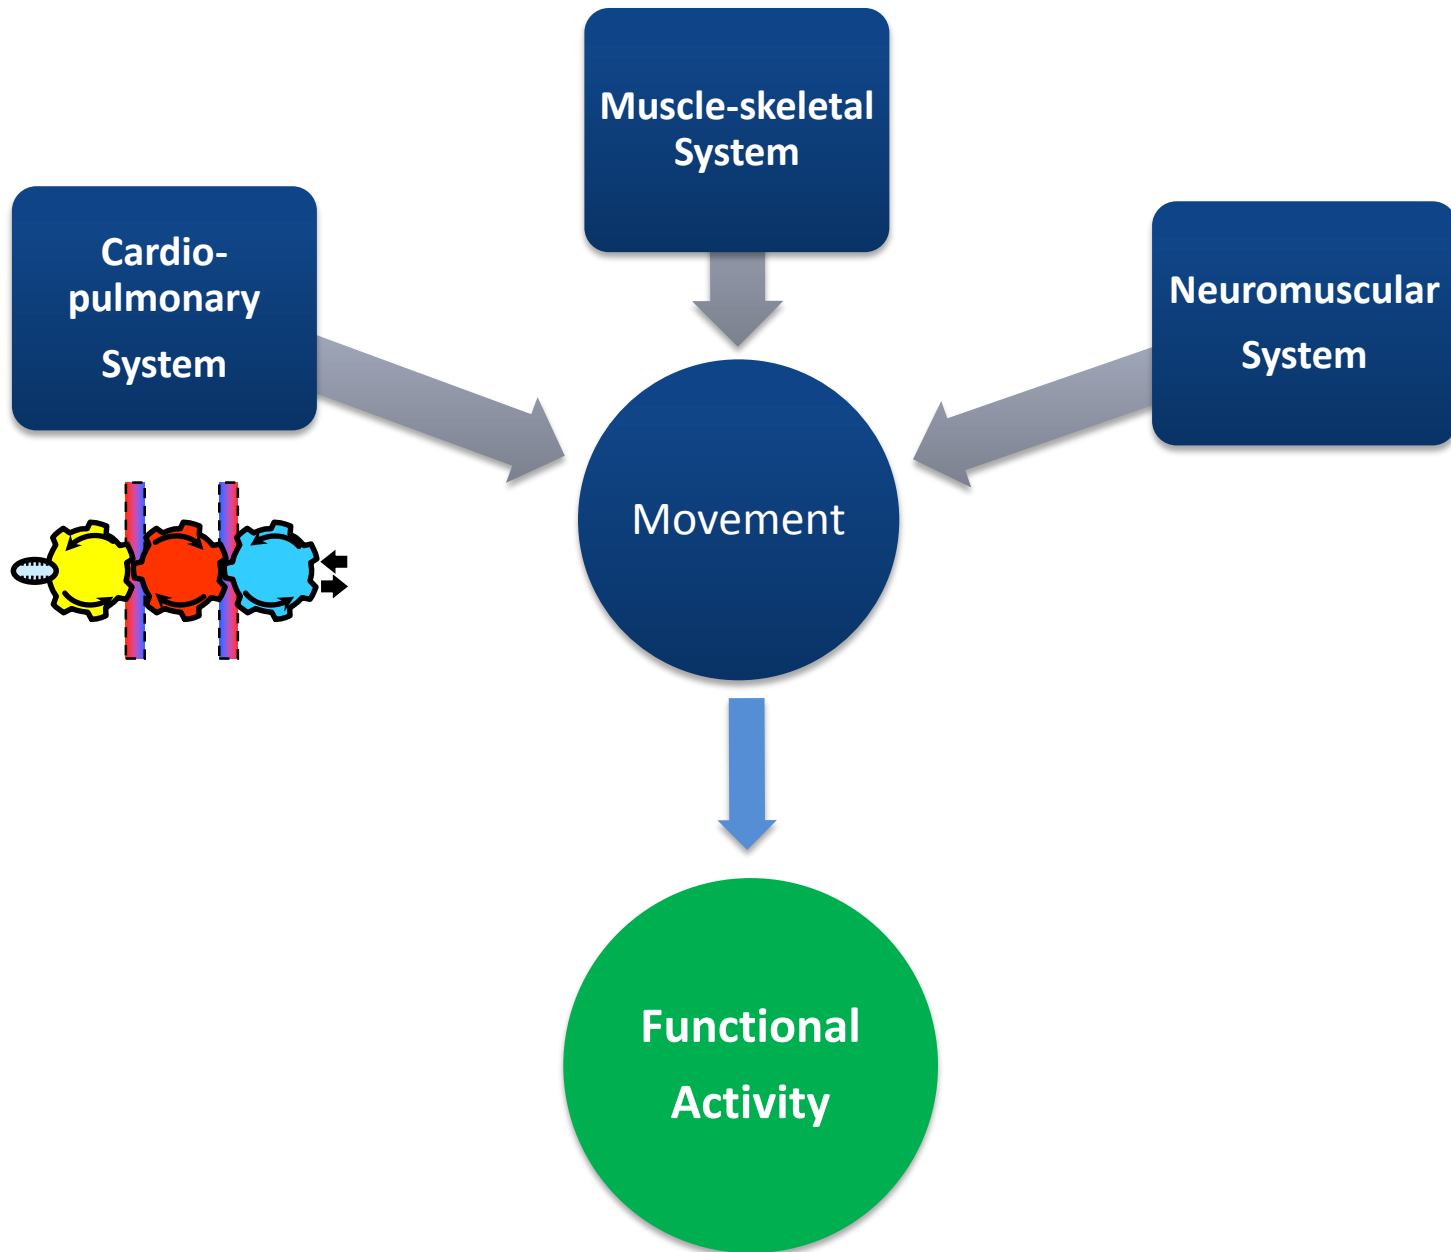 Muscle-skeletal
System
Cardio-
pulmonary
System
Neuromuscular
System
Movement
Functional
Activity